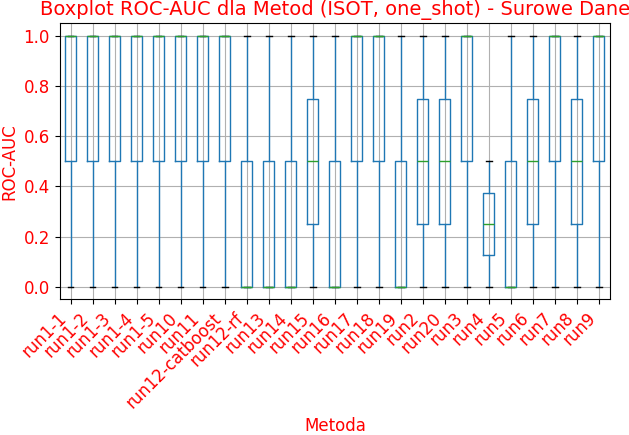 Boxplot ROC-AUC dla Metod (ISOT, one_shot) - Surowe Dane
ROC-AUC
1.0
0.8
0.6
0.4
0.2
0.0
run1-1
run1-2
run1-3
run1-4
run1-5
run10
run11
run12-catboost
run12-rf
run13
run14
run15
run16
run17
run18
run19
run2
run20
run3
run4
run5
run6
run7
run8
run9
Metoda